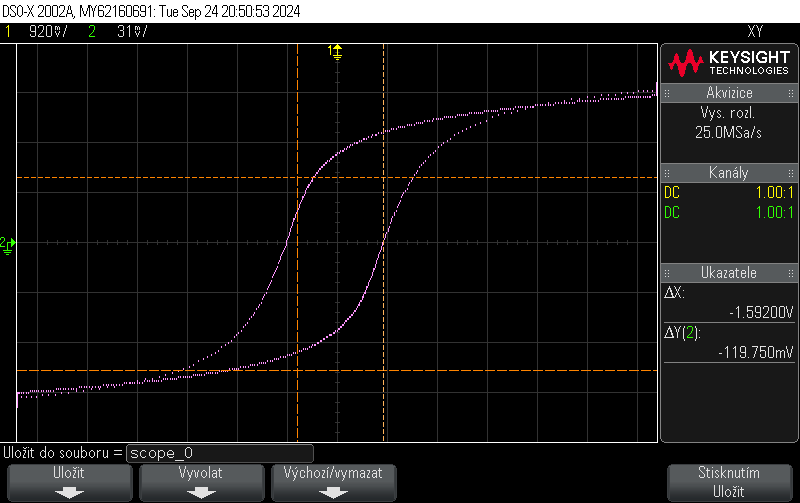 DSO-X 2002A, MY62160691: Tue Sep 24 20:50:53 2024
1 920mV/ 2 31mV/ XY
1
2
KEYSIGHT
TECHNOLOGIES
Akvizice
Vys. rozl.
25.0MSa/s
Kanály
DC 1.00:1
DC 1.00:1
Ukazatele
ΔX:
-1.59200V
ΔY(2):
-119.750mV
Uložit do souboru = scope_0
Uložit Vyvolat Výchozí/vymazat Stisknutím
Uložit